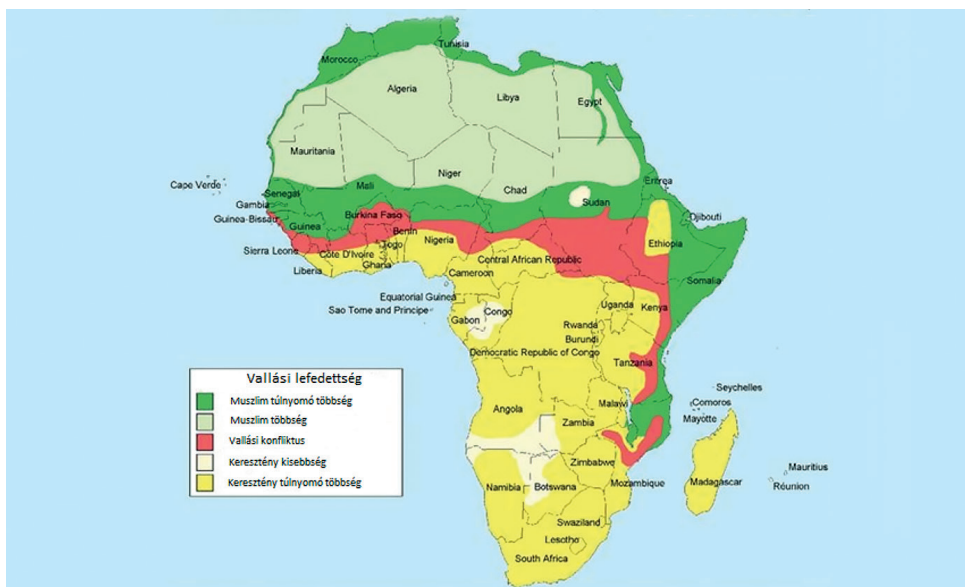 Tunisia
Morocco
Algeria
Libya
Egypt
Mauritania
Mali
Niger
Chad
Sudan
Eritrea
Cape Verde
Senegal
Gambia
Guinea-Bissau
Guinea
Burkina Faso
Benin
Nigeria
Djibouti
Ethiopia
Sierra Leone
Côte D'Ivoire
Togo
Ghana
Liberia
Central African Republic
Cameroon
Somalia
Equatorial Guinea
Sao Tome and Principe
Gabon
Congo
Uganda
Kenya
Rwanda
Burundi
Democratic Republic of Congo
Tanzania
Seychelles
Comoros
Mayotte
Malawi
Angola
Zambia
Zimbabwe
Mozambique
Madagascar
Mauritius
Réunion
Namibia
Botswana
Swaziland
Lesotho
South Africa
Vallási lefedettség
Muszlim túlnyomó többség
Muszlim többség
Vallási konfliktus
Keresztény kisebbség
Keresztény túlnyomó többség